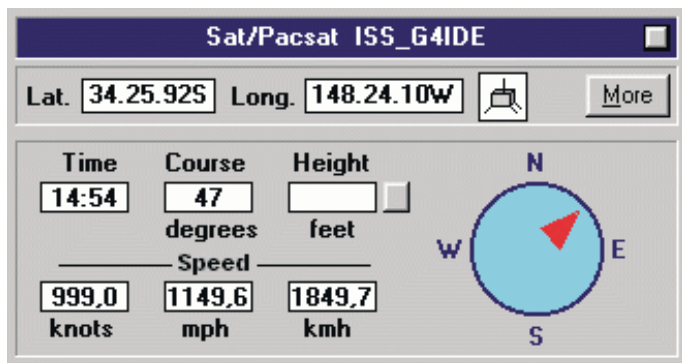 Sat/Pacsat ISS_G4IDE
Lat. 34.25.92S Long. 148.24.10W More
Time Course Height N
14:54 47
degrees feet
W E
Speed
999,0 1149,6 1849,7
knots mph kmh S